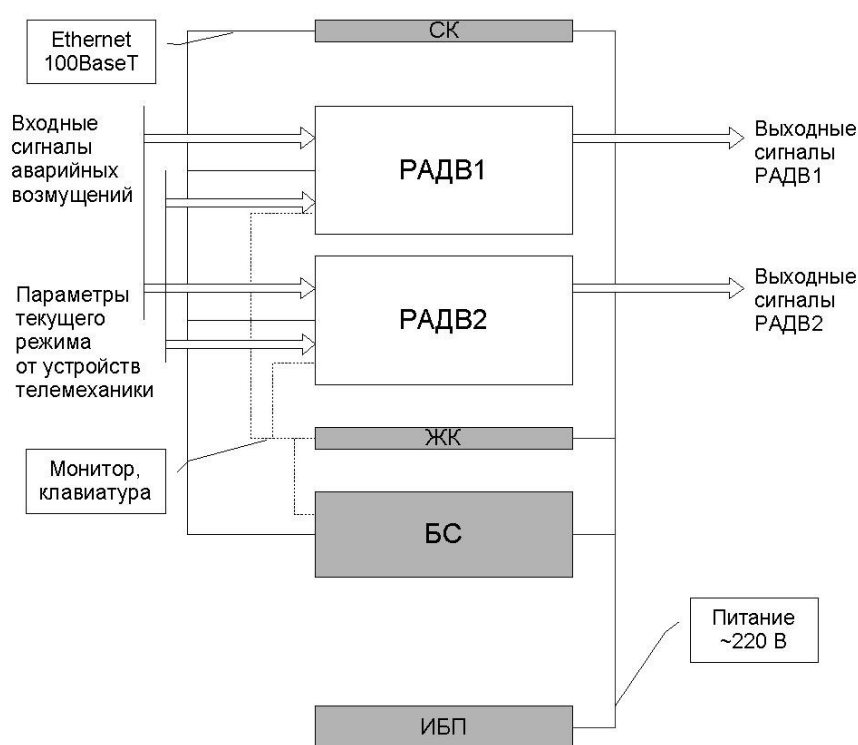 Ethernet
100BaseT
СК
Входные
сигналы
аварийных
возмущений
РАДВ1
Выходные
сигналы
РАДВ1
Параметры
текущего
режима
от устройств
телемеханики
РАДВ2
Выходные
сигналы
РАДВ2
Монитор,
клавиатура
ЖК
БС
Питание
~220 В
ИБП